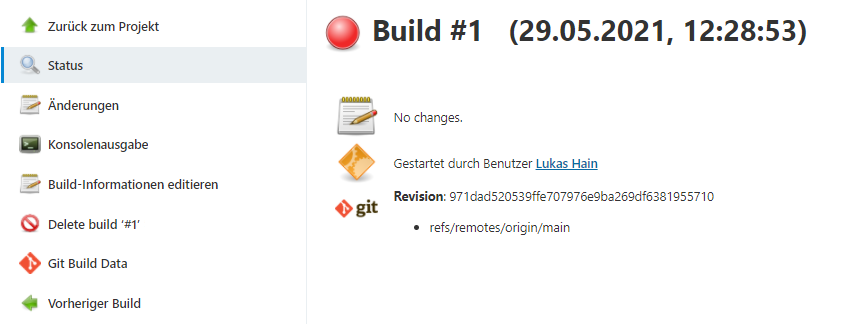 Zurück zum Projekt
Status
Änderungen
Konsolenausgabe
Build-Informationen editieren
Delete build ‘#1’
Git Build Data
Vorheriger Build
Build #1 (29.05.2021, 12:28:53)
No changes.
Gestartet durch Benutzer Lukas Hain
git
Revision: 971dad520539ffe707976e9ba269df6381955710
refs/remotes/origin/main